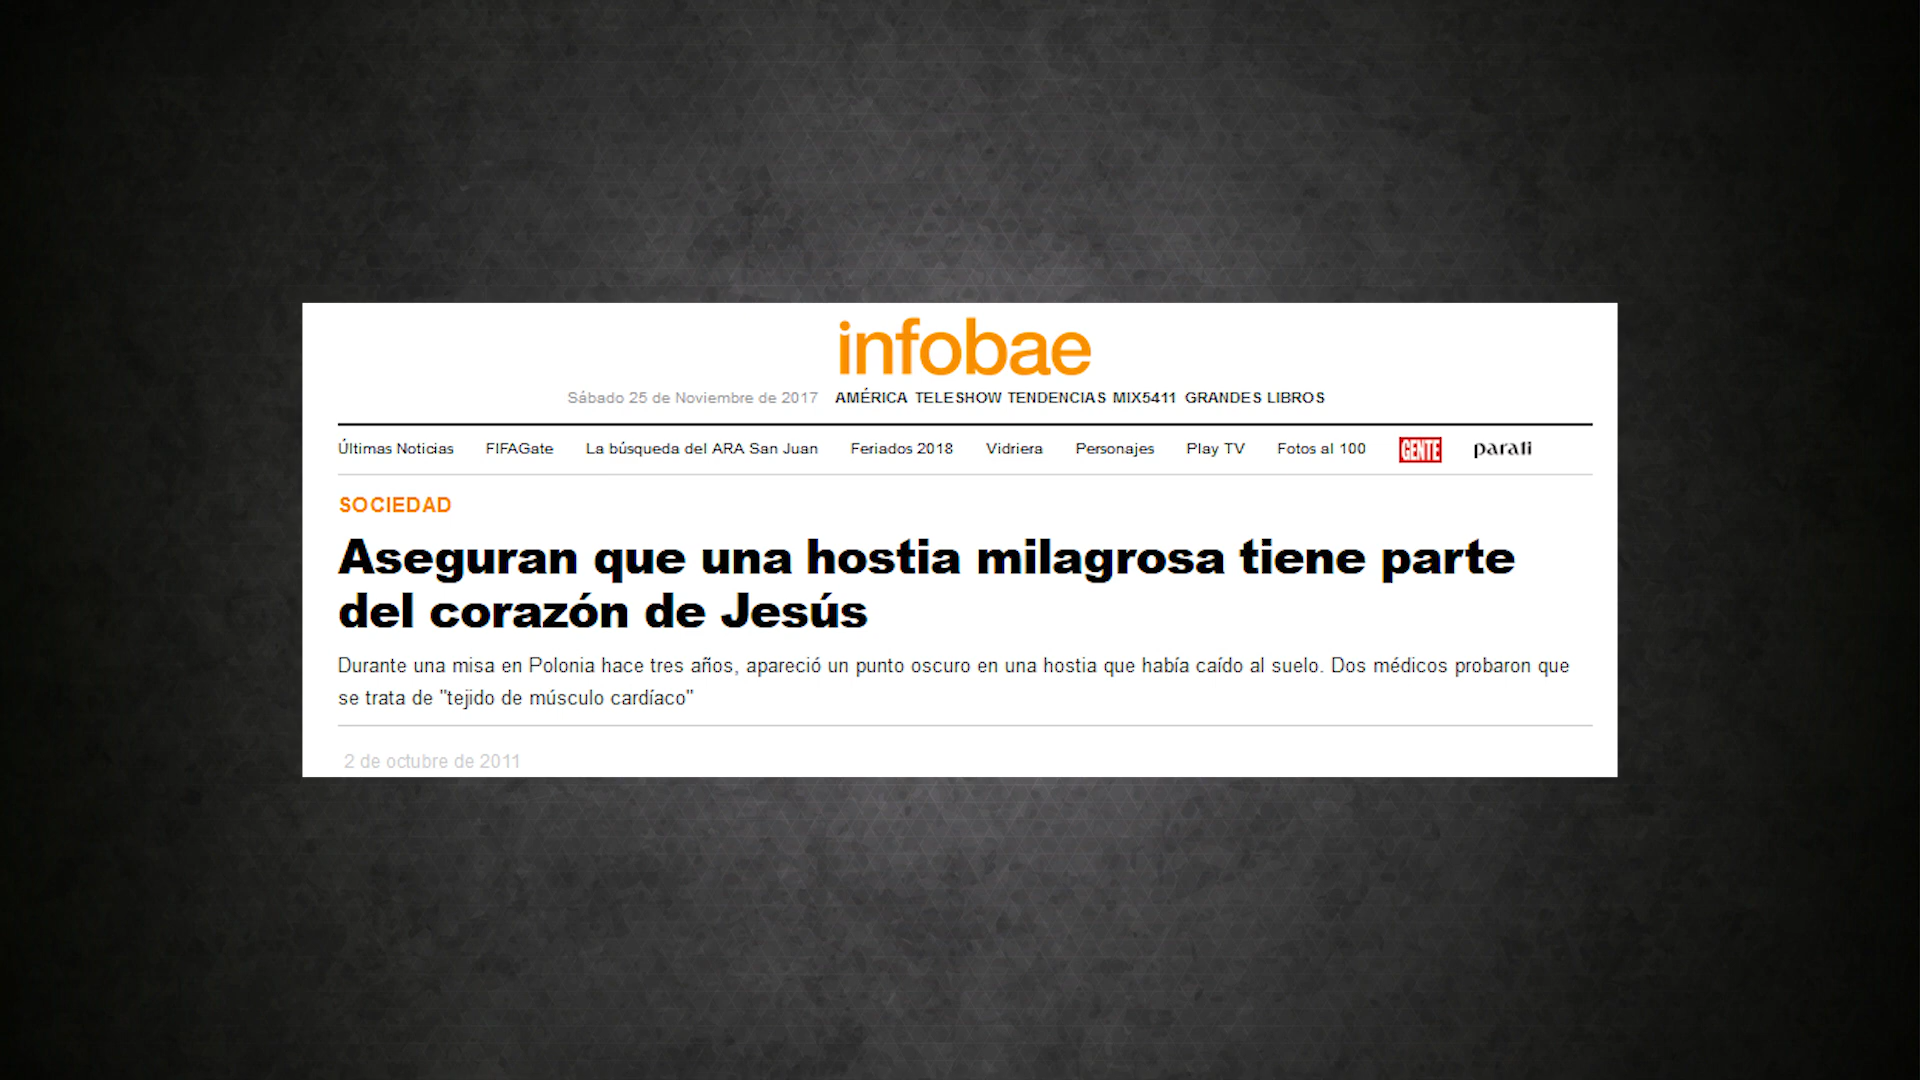 infobae
Sábado 25 de Noviembre de 2017 AMÉRICA TELESHOW TENDENCIAS MIX5411 GRANDES LIBROS
Últimas Noticias FIFAGate La búsqueda del ARA San Juan Feriados 2018 Vidriera Personajes Play TV Fotos al 100 GENTE parati
SOCIEDAD
Aseguran que una hostia milagrosa tiene parte
del corazón de Jesús
Durante una misa en Polonia hace tres años, apareció un punto oscuro en una hostia que había caído al suelo. Dos médicos probaron que
se trata de "tejido de músculo cardíaco"
2 de octubre de 2011